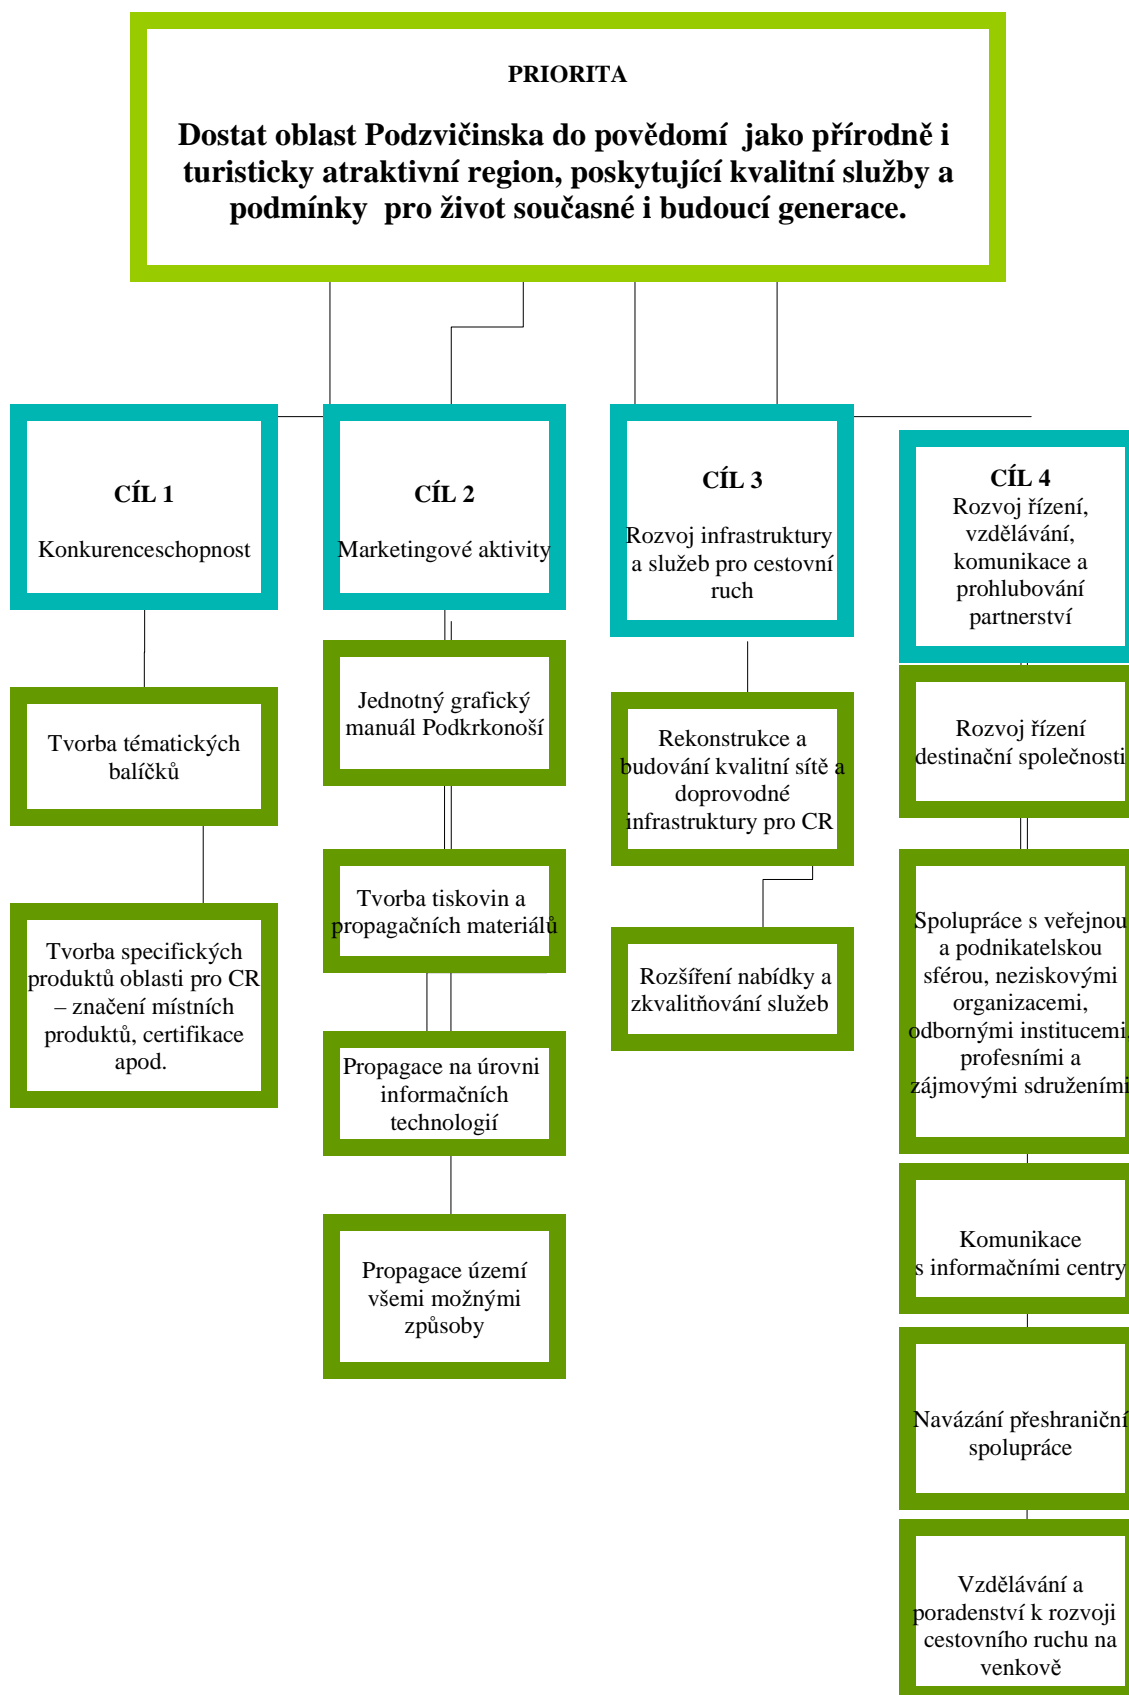 PRIORITA
Dostat oblast Podzvičinska do povědomí jako přírodně i
turisticky atraktivní region, poskytující kvalitní služby a
podmínky pro život současné i budoucí generace.
CÍL 1
Konkurenceschopnost
Tvorba tématických
balíčků
Tvorba specifických
produktů oblasti pro CR
– značení místních
produktů, certifikace
apod.
CÍL 2
Marketingové aktivity
Jednotný grafický
manuál Podkrkonoší
Tvorba tiskovin a
propagačních materiálů
Propagace na úrovni
informačních
technologií
Propagace území
všemi možnými
způsoby
CÍL 3
Rozvoj infrastruktury
a služeb pro cestovní
ruch
Rekonstrukce a
budování kvalitní sítě a
doprovodné
infrastruktury pro CR
Rozšíření nabídky a
zkvalitňování služeb
CÍL 4
Rozvoj řízení,
vzdělávání,
komunikace a
prohlubování
partnerství
Rozvoj řízení
destinační společnosti
Spolupráce s veřejnou
a podnikatelskou
sférou, neziskovými
organizacemi,
odbornými institucemi,
profesními a
zájmovými sdruženími
Komunikace
s informačními centry
Navázání přeshraniční
spolupráce
Vzdělávání a
poradenství k rozvoji
cestovního ruchu na
venkově